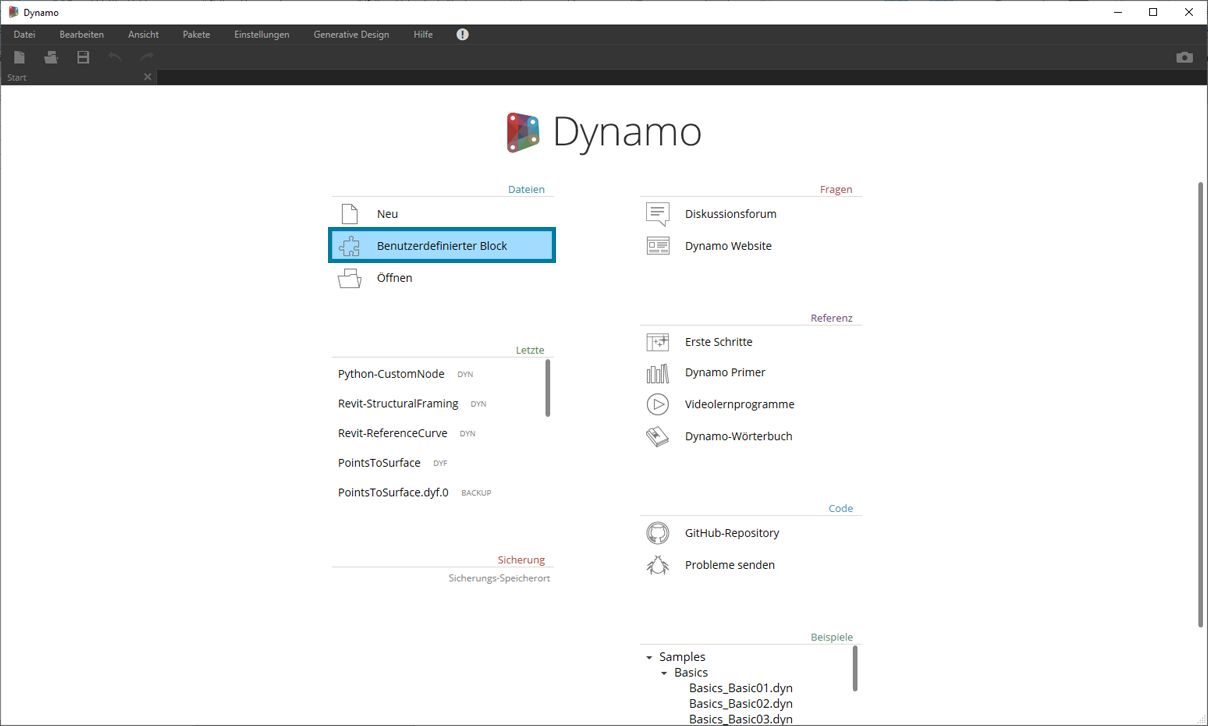 Dynamo
Datei Bearbeiten Ansicht Pakete Einstellungen Generative Design Hilfe
Start
Dynamo
Dateien
Neu
Benutzerdefinierter Block
Öffnen
Letzte
Python-CustomNode DYN
Revit-StructuralFraming DYN
Revit-ReferenceCurve DYN
PointsToSurface DYF
PointsToSurface.dyf.0 BACKUP
Sicherung
Sicherungs-Speicherort
Fragen
Diskussionsforum
Dynamo Website
Referenz
Erste Schritte
Dynamo Primer
Videolernprogramme
Dynamo-Wörterbuch
Code
GitHub-Repository
Probleme senden
Beispiele
Samples
Basics
Basics_Basic01.dyn
Basics_Basic02.dyn
Basics_Basic03.dyn